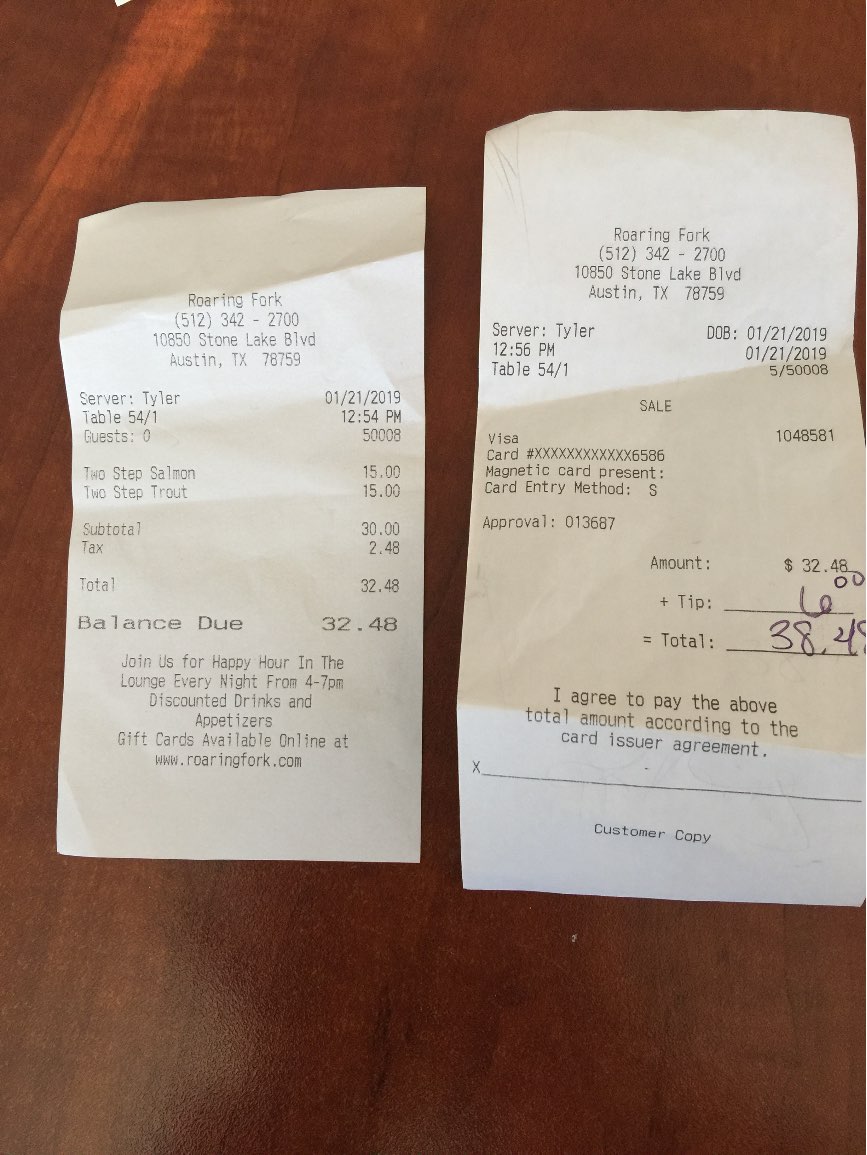 Roaring Fork
(512) 342 - 2700
10850 Stone Lake Blvd
Austin, TX 78759
Server: Tyler 01/21/2019
Table 54/1 12:54 PM
Guests: 0 50008
Two Step Salmon 15.00
Two Step Trout 15.00
Subtotal 30.00
Tax 2.48
Total 32.48
Balance Due 32.48
Join Us for Happy Hour In The
Lounge Every Night From 4-7pm
Discounted Drinks and
Appetizers
Gift Cards Available Online at
www.roaringfork.com
Roaring Fork
(512) 342 - 2700
10850 Stone Lake Blvd
Austin, TX 78759
Server: Tyler DOB: 01/21/2019
12:56 PM 01/21/2019
Table 54/1 5/50008
SALE
Visa 1048581
Card #XXXXXXXXXXXX6586
Magnetic card present:
Card Entry Method: S
Approval: 013687
Amount: $ 32.48
+ Tip: 6 00
= Total: 38.48
I agree to pay the above
total amount according to the
card issuer agreement.
X
Customer Copy